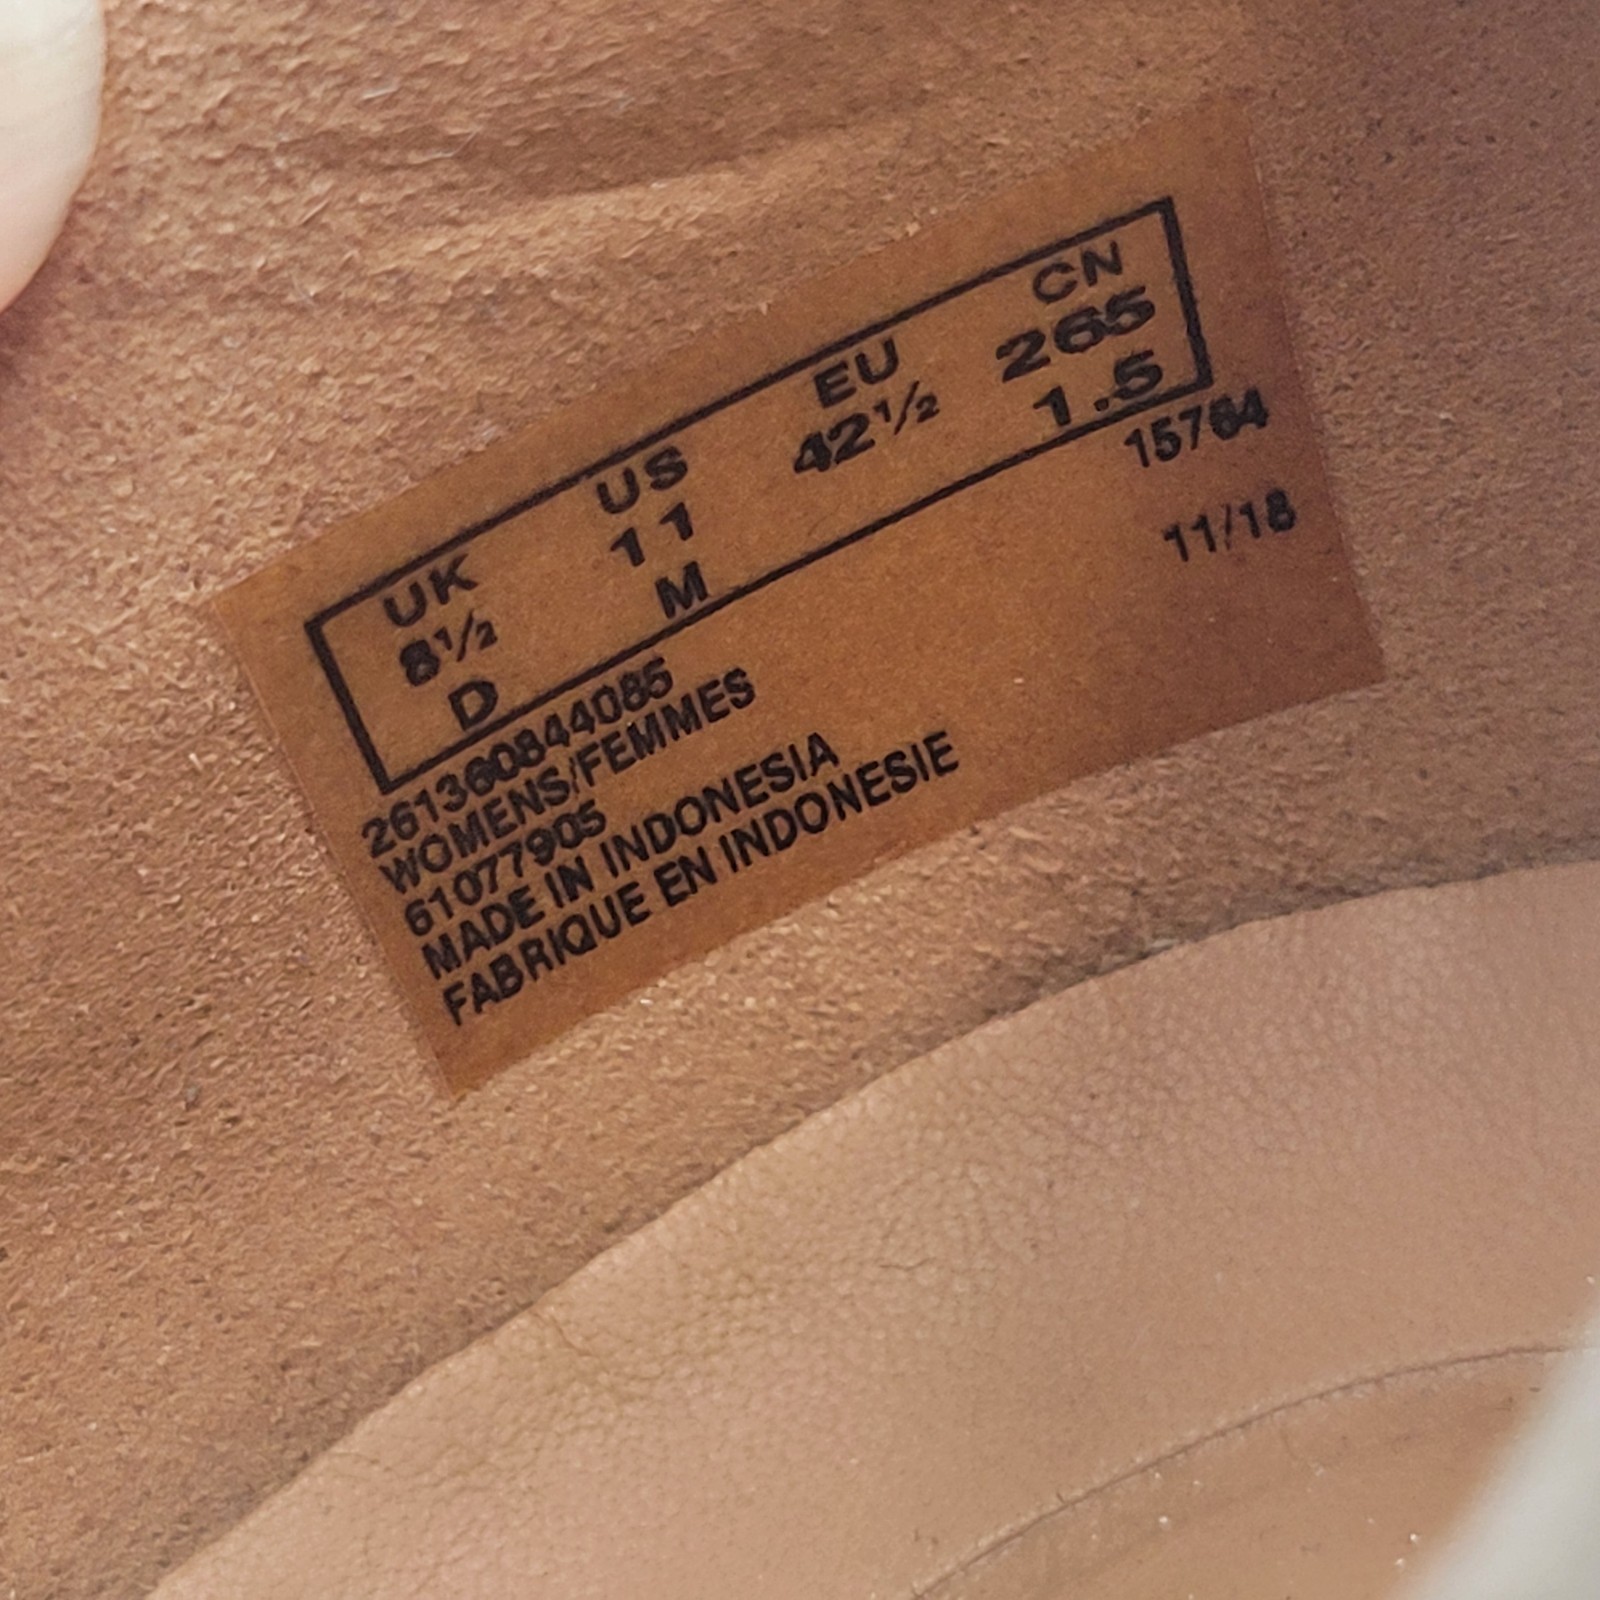 UK US EU CN
8½ 11 42½ 265
D M 1.5
261360844085 15764
WOMENS/FEMMES
61077905 11/18
MADE IN INDONESIA
FABRIQUE EN INDONESIE